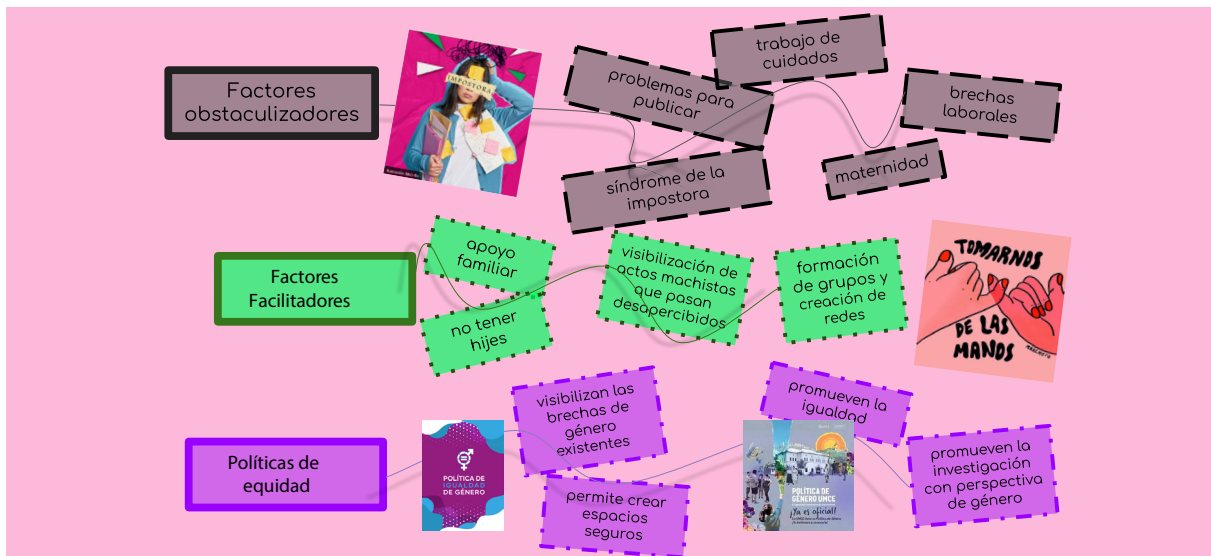 Factores
obstaculizadores
IMPOSTORA
problemas para
publicar
síndrome de la
impostora
trabajo de
cuidados
maternidad
brechas
laborales
Factores
Facilitadores
apoyo
familiar
no tener
hijes
visibilización de
actos machistas
que pasan
desapercibidos
formación
de grupos y
creación de
redes
TOMARNOS
DE LAS
MANOS
Políticas de
equidad
POLÍTICA DE
IGUALDAD
DE GÉNERO
visibilizan las
brechas de
género
existentes
permite crear
espacios
seguros
POLÍTICA DE
GÉNERO UMCE
¡Ya es oficial!
promueven la
igualdad
promueven la
investigación
con perspectiva
de género